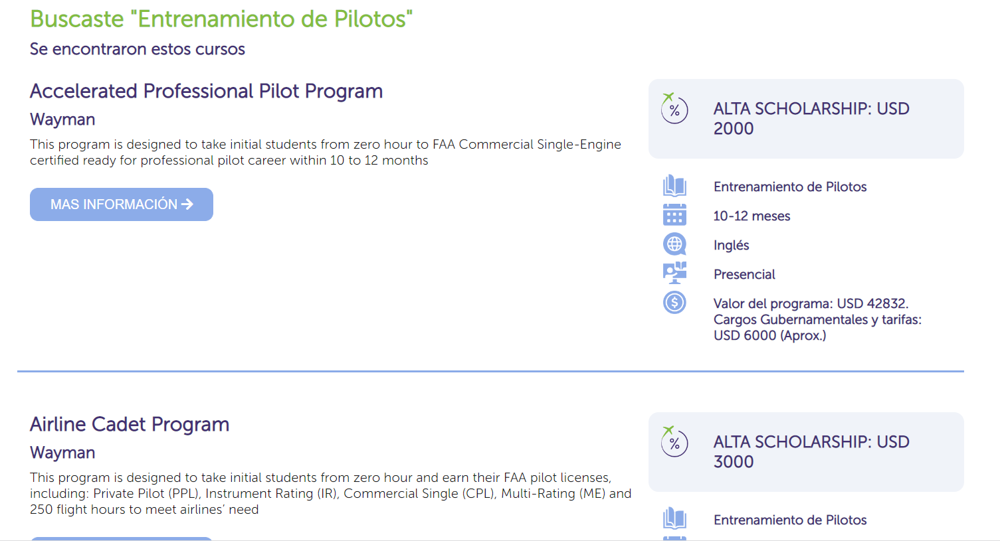 Buscaste "Entrenamiento de Pilotos"
Se encontraron estos cursos
Accelerated Professional Pilot Program
Wayman
This program is designed to take initial students from zero hour to FAA Commercial Single-Engine
certified ready for professional pilot career within 10 to 12 months
MAS INFORMACIÓN
%
ALTA SCHOLARSHIP: USD
2000
Entrenamiento de Pilotos
10-12 meses
Inglés
Presencial
$
Valor del programa: USD 42832.
Cargos Gubernamentales y tarifas:
USD 6000 (Aprox.)
Airline Cadet Program
Wayman
This program is designed to take initial students from zero hour and earn their FAA pilot licenses,
including: Private Pilot (PPL), Instrument Rating (IR), Commercial Single (CPL), Multi-Rating (ME) and
250 flight hours to meet airlines’ need
%
ALTA SCHOLARSHIP: USD
3000
Entrenamiento de Pilotos